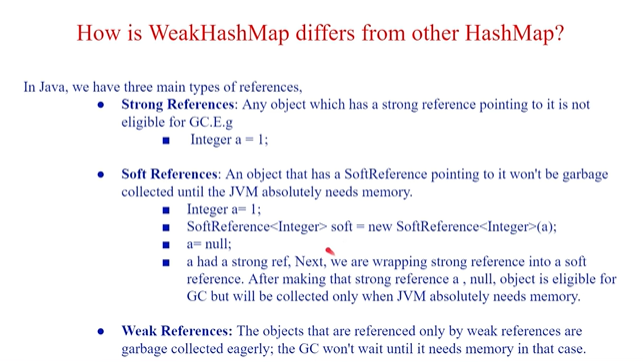 How is WeakHashMap differs from other HashMap?
In Java, we have three main types of references,
● Strong References: Any object which has a strong reference pointing to it is not
eligible for GC.E.g
■ Integer a = 1;
● Soft References: An object that has a SoftReference pointing to it won't be garbage
collected until the JVM absolutely needs memory.
■ Integer a= 1;
■ SoftReference<Integer> soft = new SoftReference<Integer>(a);
■ a= null;
■ a had a strong ref, Next, we are wrapping strong reference into a soft
reference. After making that strong reference a , null, object is eligible for
GC but will be collected only when JVM absolutely needs memory.
● Weak References: The objects that are referenced only by weak references are
garbage collected eagerly; the GC won't wait until it needs memory in that case.